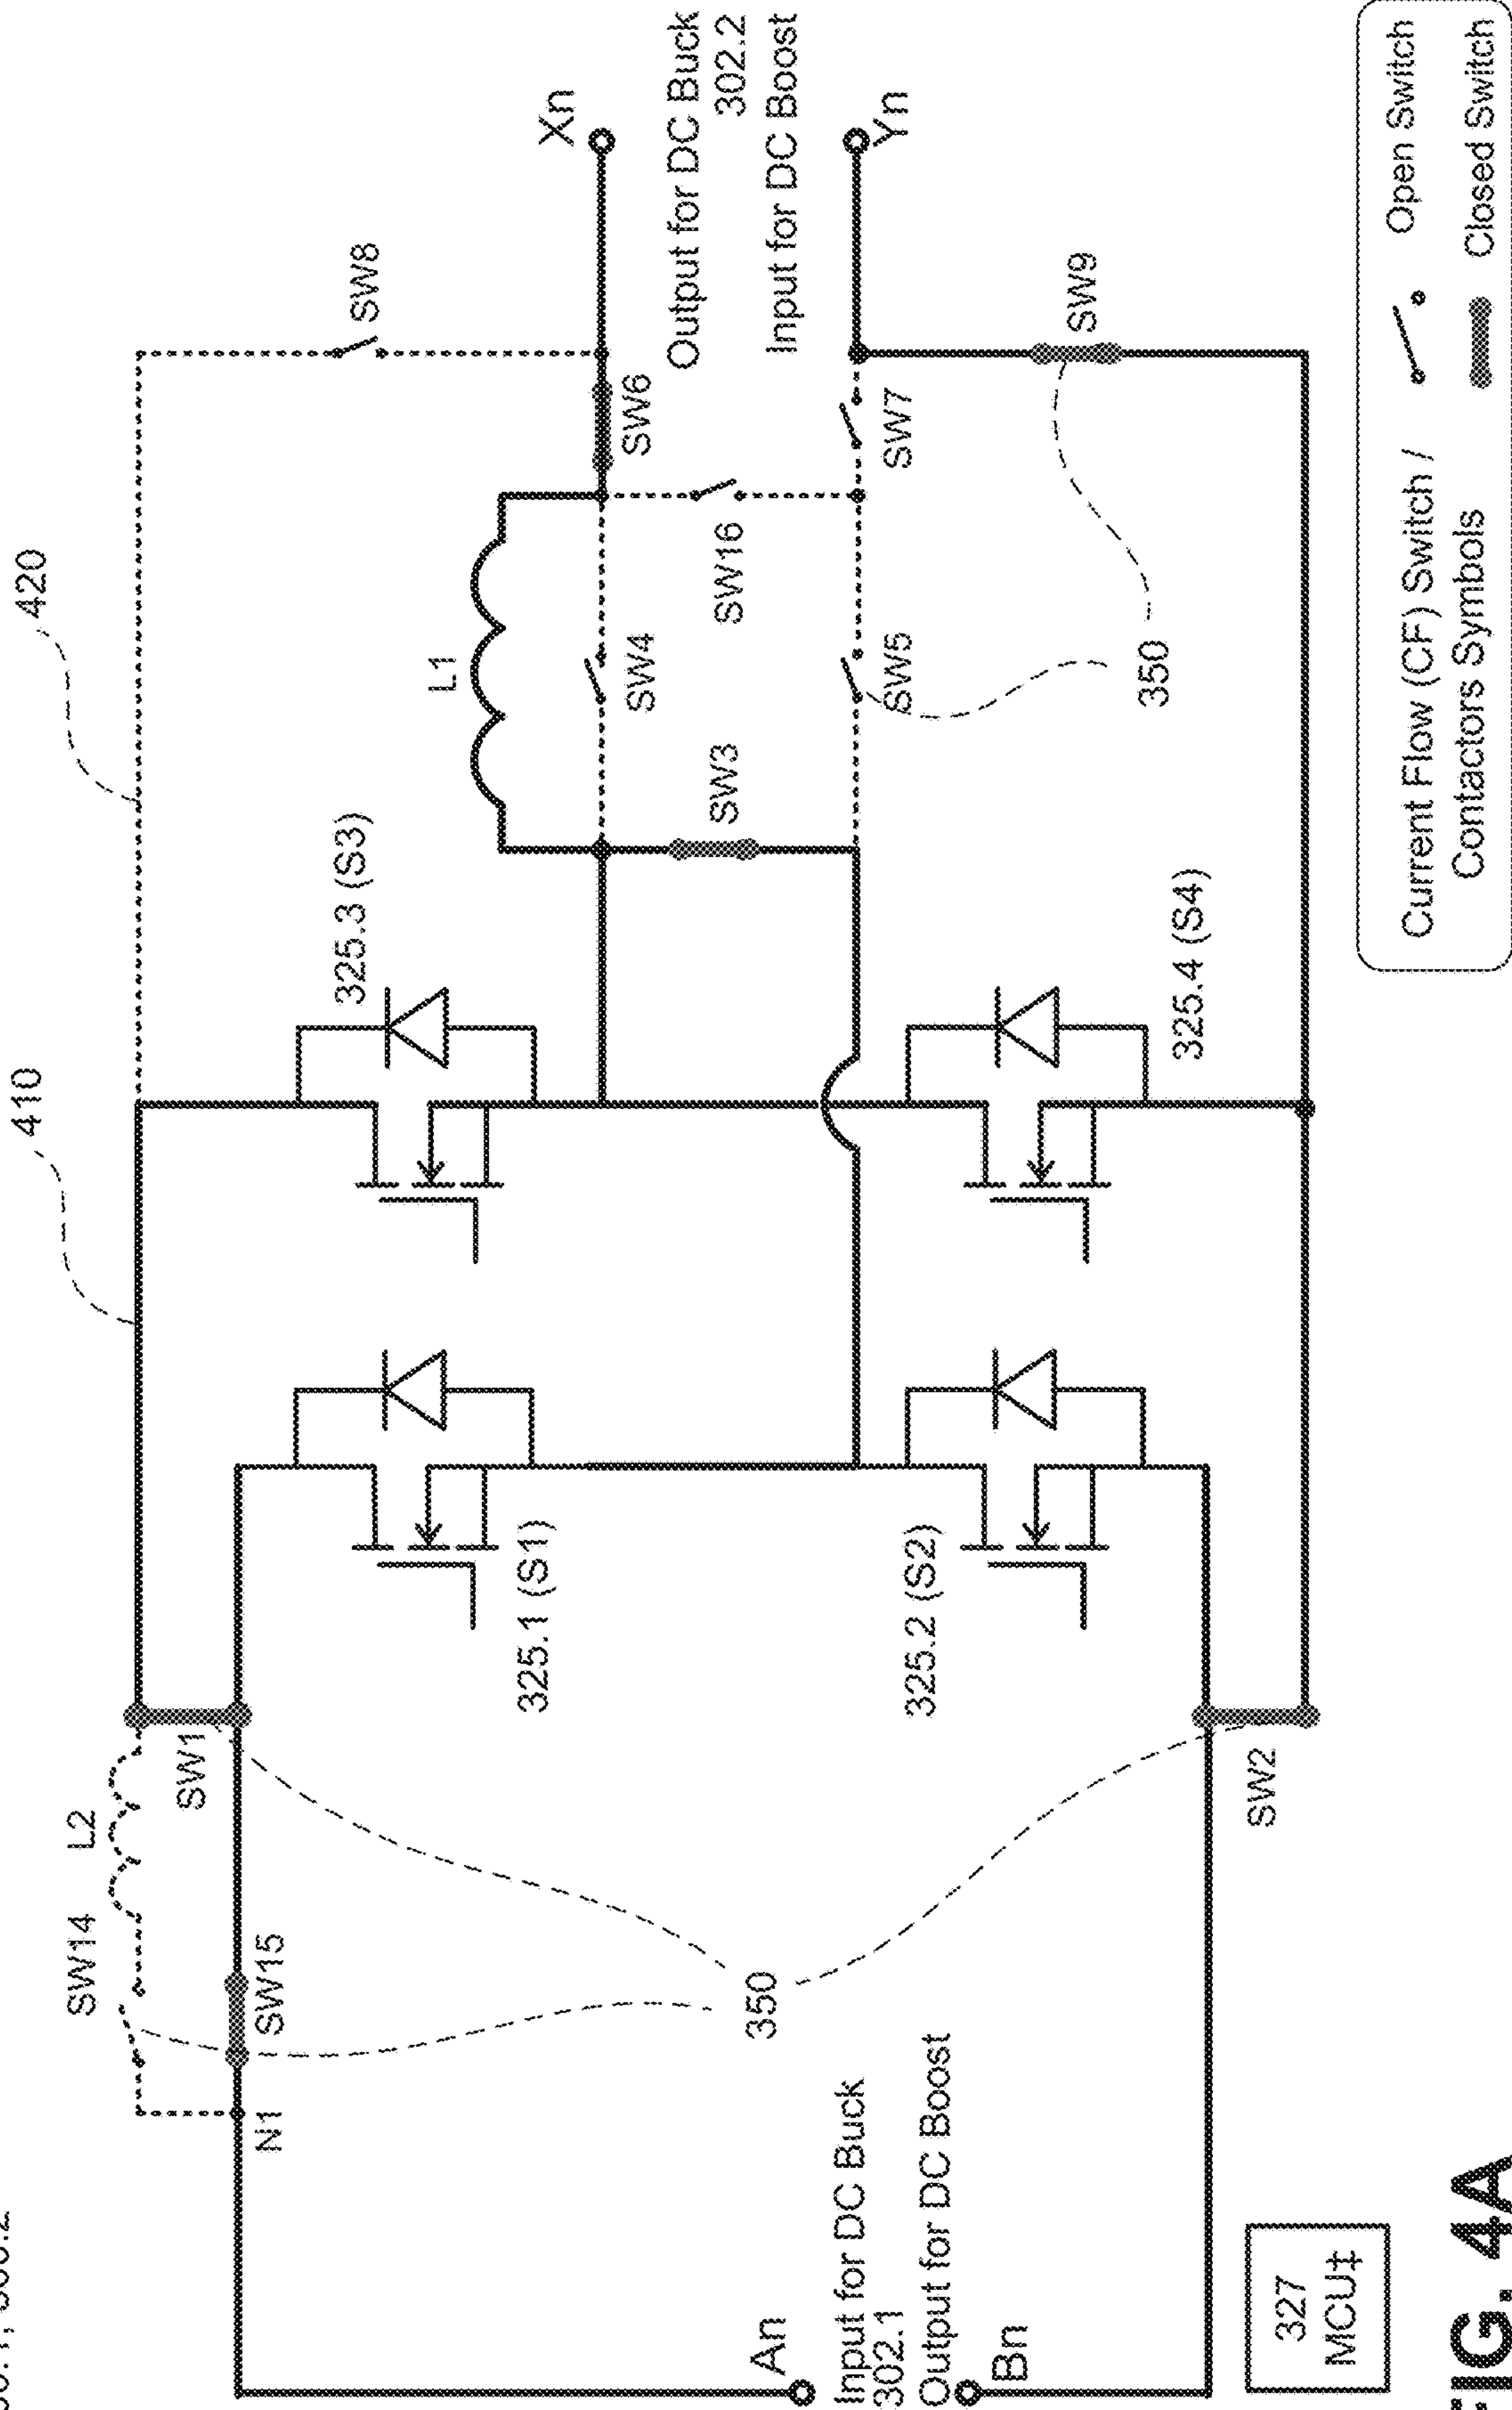 410
420
SW14
L2
SW1
SW15
N1
325.1 (S1)
325.3 (S3)
L1
SW8
Xn
SW6
SW4
SW3
SW16
Output for DC Buck
302.2
Input for DC Boost
An
Input for DC Buck
302.1
Output for DC Boost
Bn
350
325.2 (S2)
325.4 (S4)
SW5
SW7
Yn
350
SW9
SW2
327
MCU‡
Current Flow (CF) Switch /
Contactors Symbols
Open Switch
Closed Switch
FIG. 4A